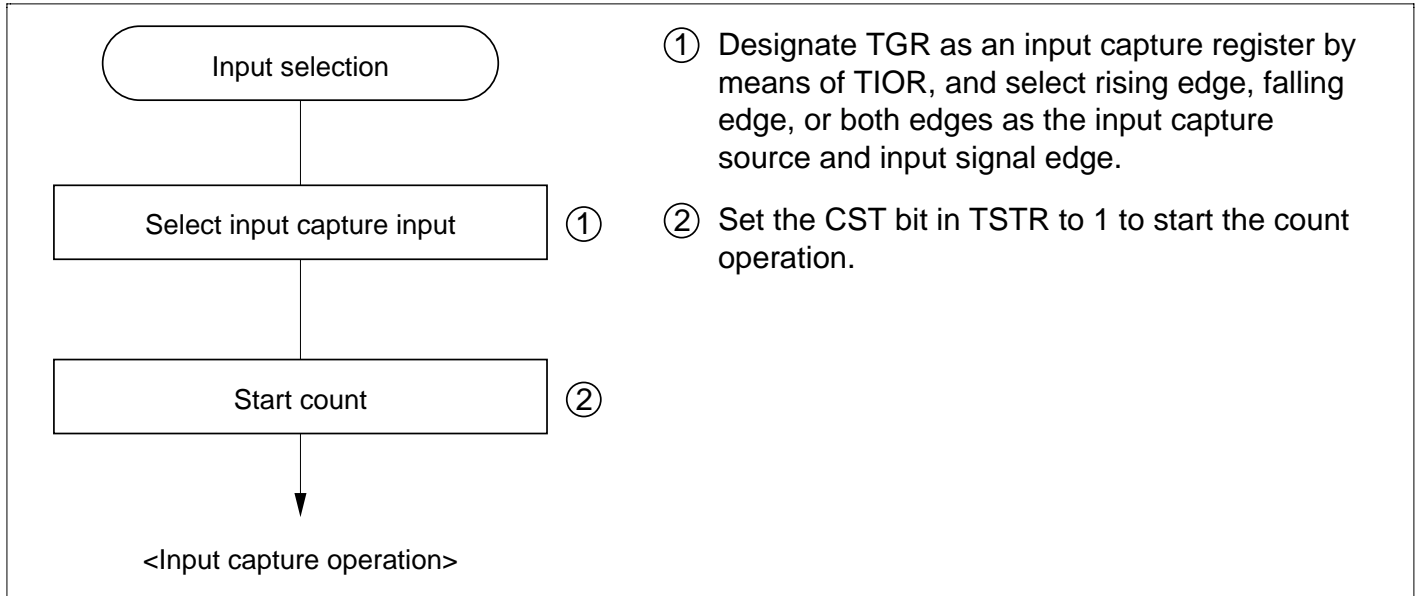 Input selection
Select input capture input
①
Start count
②
<Input capture operation>
① Designate TGR as an input capture register by
means of TIOR, and select rising edge, falling
edge, or both edges as the input capture
source and input signal edge.
② Set the CST bit in TSTR to 1 to start the count
operation.